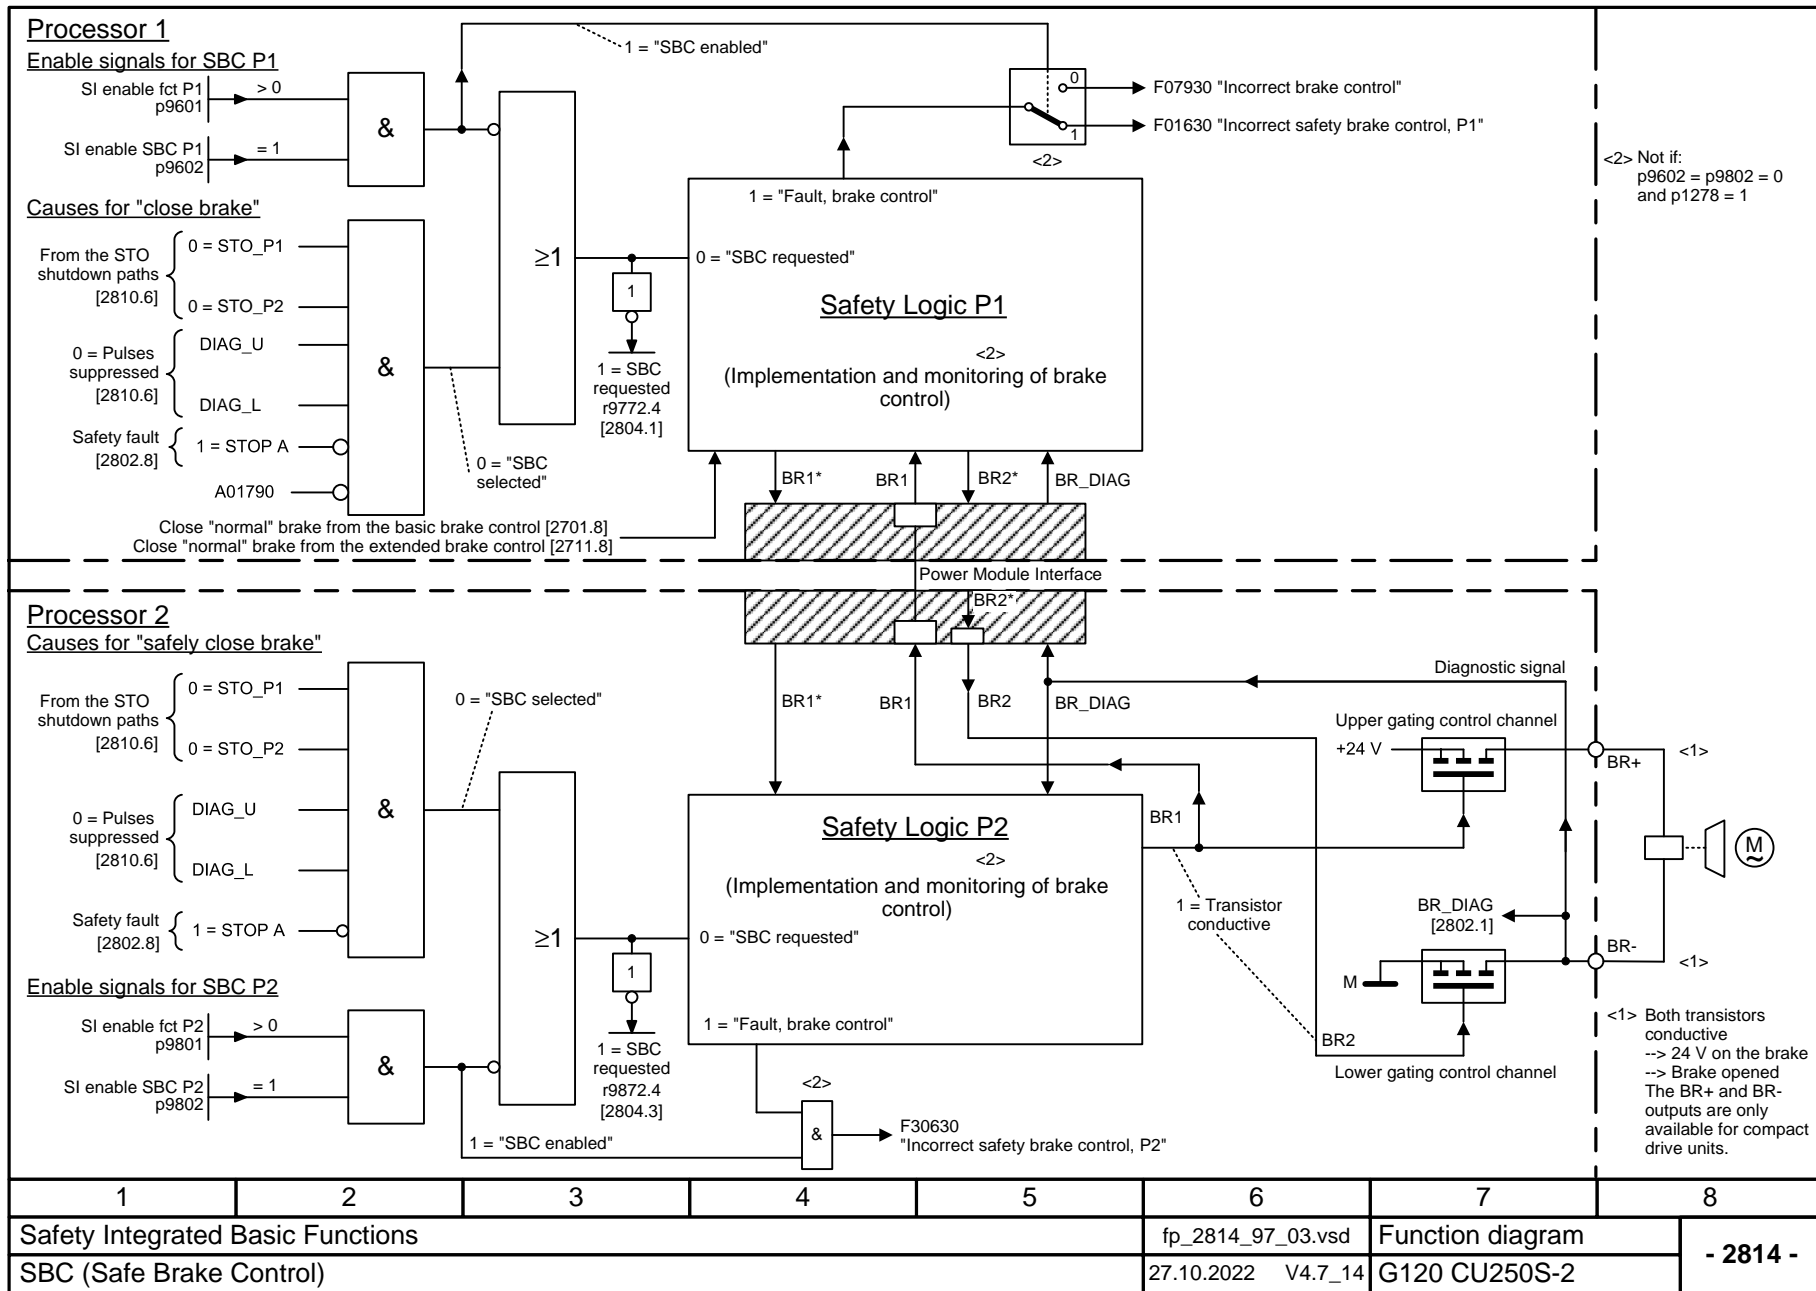 Processor 1
Enable signals for SBC P1
SI enable fct P1
p9601
> 0
SI enable SBC P1
p9602
= 1
&
1 = "SBC enabled"
0
1
F07930 "Incorrect brake control"
F01630 "Incorrect safety brake control, P1"
<2>
<2> Not if:
p9602 = p9802 = 0
and p1278 = 1
Causes for "close brake"
From the STO
shutdown paths
[2810.6]
0 = STO_P1
0 = STO_P2
0 = Pulses
suppressed
[2810.6]
DIAG_U
DIAG_L
Safety fault
[2802.8]
1 = STOP A
A01790
&
0 = "SBC
selected"
≥1
1
1 = SBC
requested
r9772.4
[2804.1]
1 = "Fault, brake control"
0 = "SBC requested"
Safety Logic P1
<2>
(Implementation and monitoring of brake
control)
Close "normal" brake from the basic brake control [2701.8]
Close "normal" brake from the extended brake control [2711.8]
BR1*
BR1
BR2*
BR_DIAG
Power Module Interface
BR2*
Processor 2
Causes for "safely close brake"
From the STO
shutdown paths
[2810.6]
0 = STO_P1
0 = STO_P2
0 = Pulses
suppressed
[2810.6]
DIAG_U
DIAG_L
Safety fault
[2802.8]
1 = STOP A
&
0 = "SBC selected"
≥1
1
1 = SBC
requested
r9872.4
[2804.3]
Enable signals for SBC P2
SI enable fct P2
p9801
> 0
SI enable SBC P2
p9802
= 1
&
1 = "SBC enabled"
BR1*
BR1
BR2
BR_DIAG
Safety Logic P2
<2>
(Implementation and monitoring of brake
control)
0 = "SBC requested"
1 = "Fault, brake control"
<2>
&
F30630
"Incorrect safety brake control, P2"
Diagnostic signal
Upper gating control channel
+24 V
BR1
1 = Transistor
conductive
BR_DIAG
[2802.1]
M
BR2
Lower gating control channel
BR+
<1>
M
~
BR-
<1>
<1> Both transistors
conductive
--> 24 V on the brake
--> Brake opened
The BR+ and BR-
outputs are only
available for compact
drive units.
1 2 3 4 5 6 7 8
Safety Integrated Basic Functions
fp_2814_97_03.vsd
Function diagram
- 2814 -
SBC (Safe Brake Control)
27.10.2022 V4.7_14
G120 CU250S-2